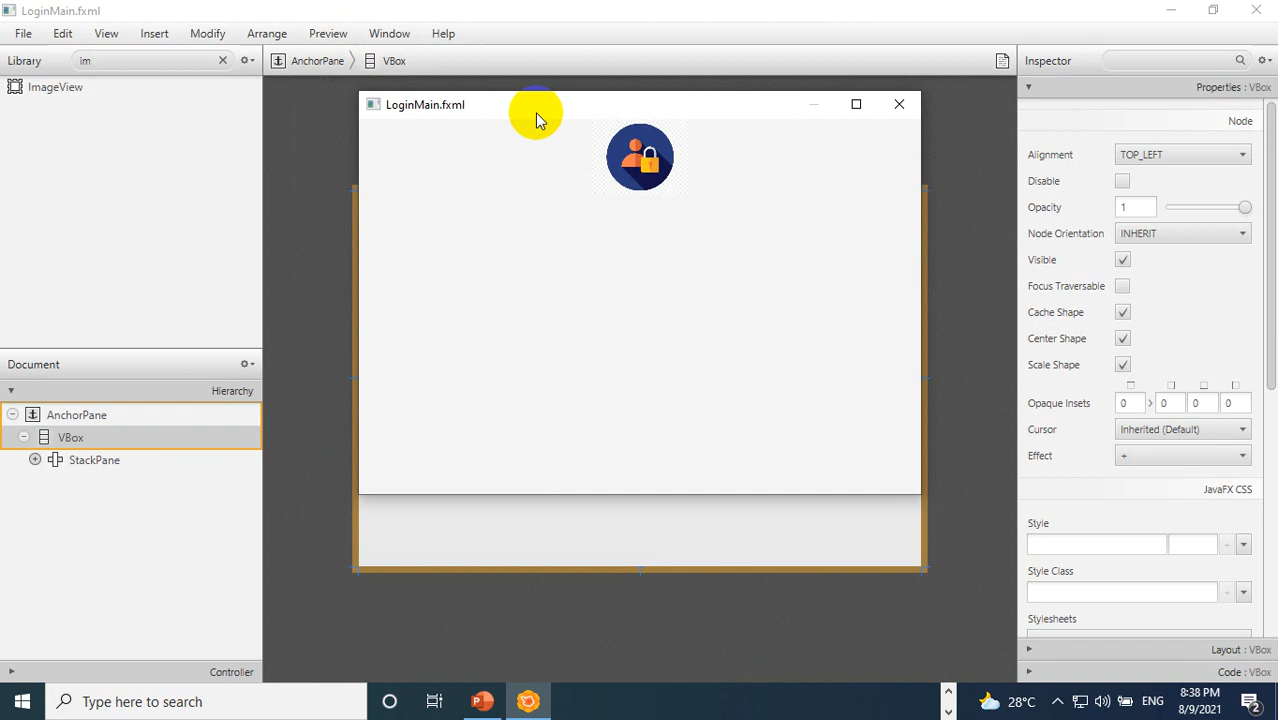 LoginMain.fxml
File Edit View Insert Modify Arrange Preview Window Help
Library im AnchorPane VBox Inspector
ImageView
Properties : VBox
LoginMain.fxml
Node
Alignment TOP_LEFT
Disable
Opacity 1
Node Orientation INHERIT
Visible
Focus Traversable
Cache Shape
Center Shape
Scale Shape
Opaque Insets 0 0 0 0
Cursor Inherited (Default)
Effect +
JavaFX CSS
Style
Style Class
Stylesheets
Document
Hierarchy
AnchorPane
VBox
StackPane
Controller
Layout : VBox
Code : VBox
Type here to search
28°C ENG
8:38 PM
8/9/2021
2